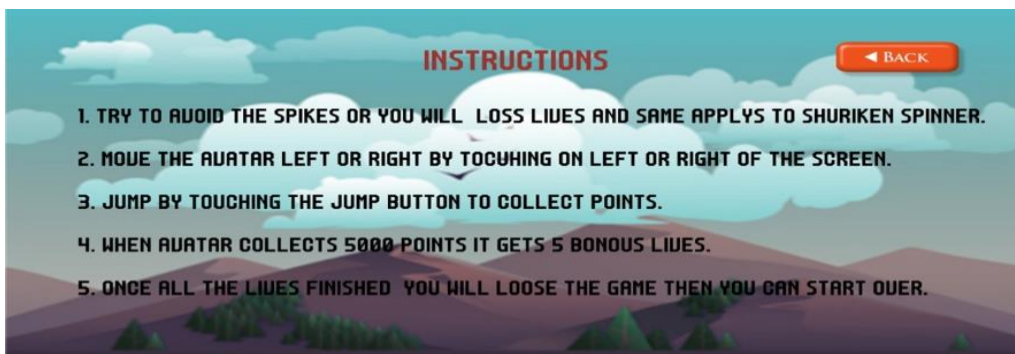 INSTRUCTIONS
◄ BACK
1. TRY TO AVOID THE SPIKES OR YOU WILL LOSS LIVES AND SAME APPLYS TO SHURIKEN SPINNER.
2. MOVE THE AVATAR LEFT OR RIGHT BY TOCUHING ON LEFT OR RIGHT OF THE SCREEN.
3. JUMP BY TOUCHING THE JUMP BUTTON TO COLLECT POINTS.
4. WHEN AVATAR COLLECTS 5000 POINTS IT GETS 5 BONOUS LIVES.
5. ONCE ALL THE LIVES FINISHED YOU WILL LOOSE THE GAME THEN YOU CAN START OVER.